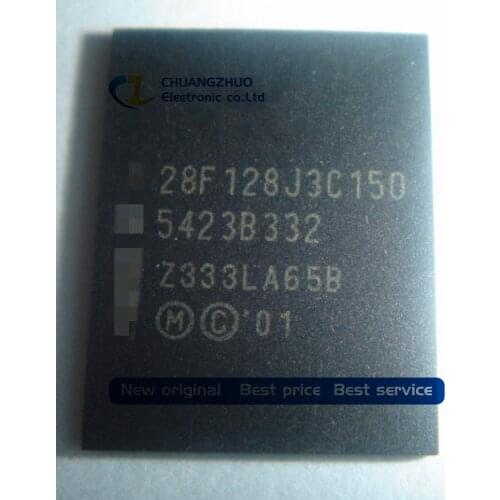 CHUANGZHUO
Electronic co.,Ltd
28F128J3C150
5423B332
Z333LA65B
M C '01
New original Best price Best service